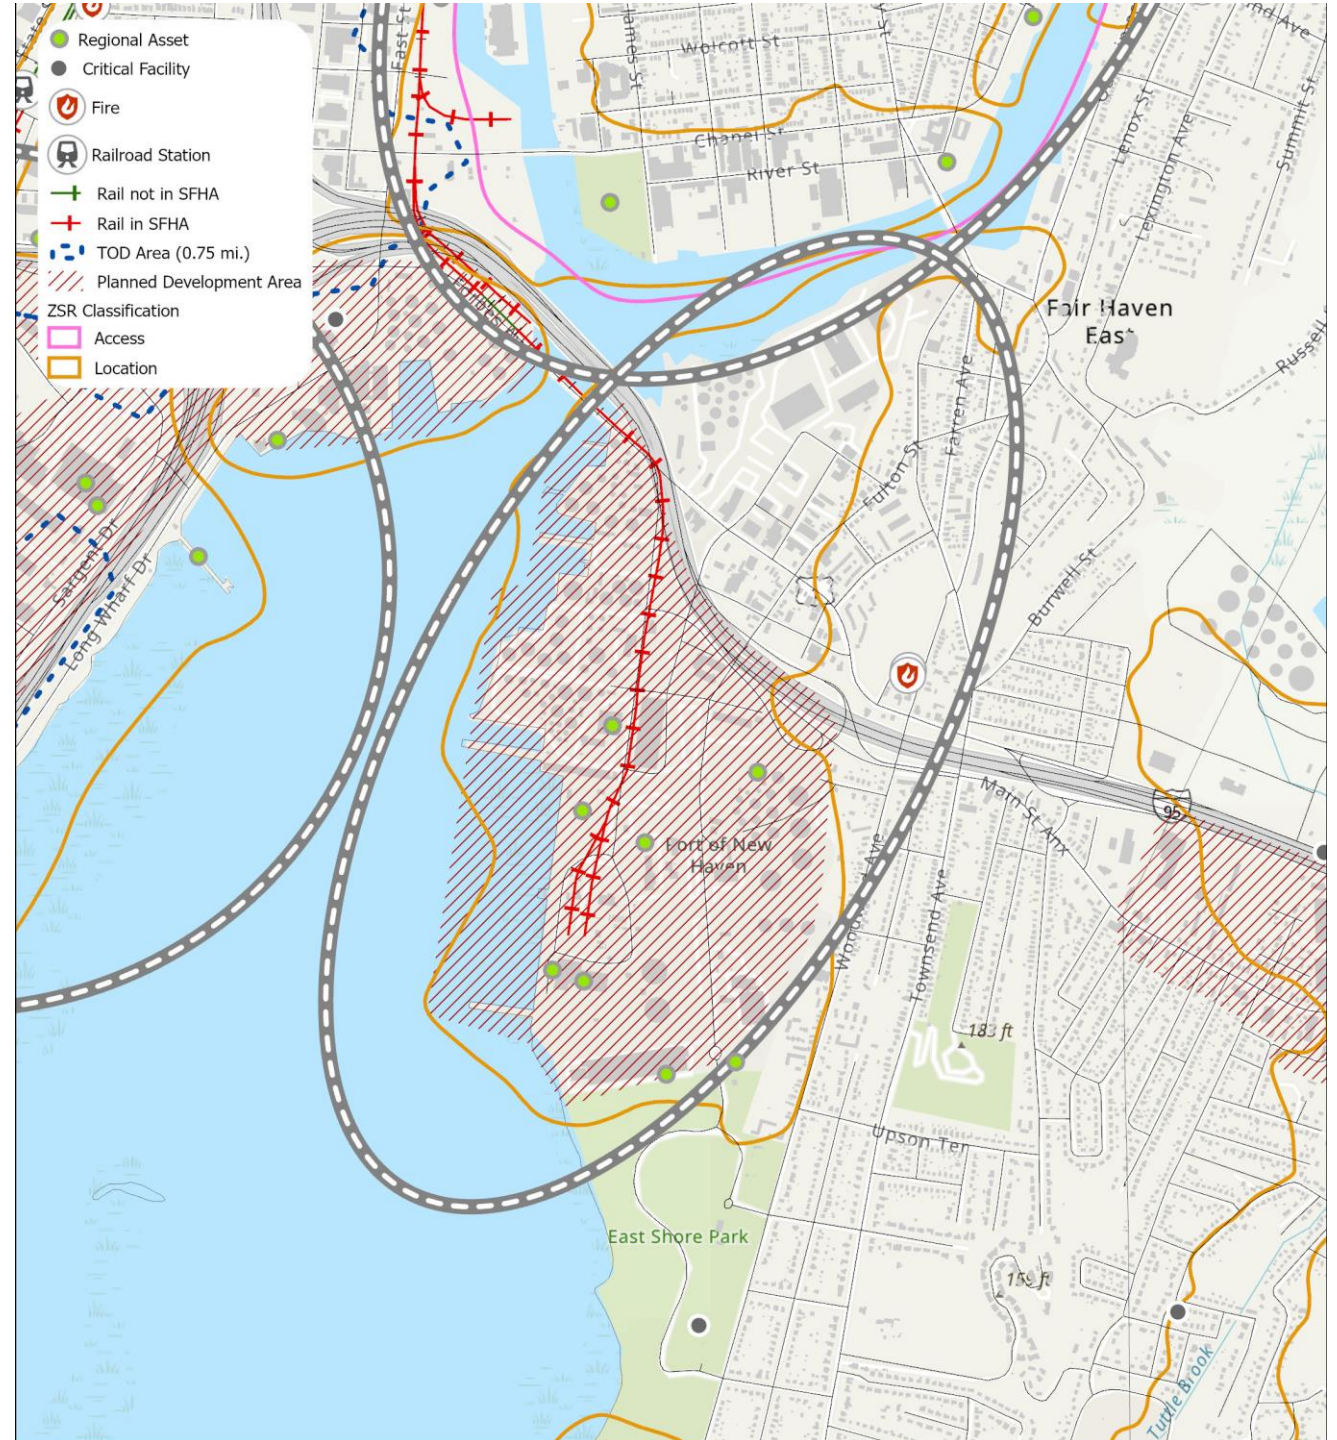 Regional Asset
Critical Facility
Fire
Railroad Station
Rail not in SFHA
Rail in SFHA
TOD Area (0.75 mi.)
Planned Development Area
ZSR Classification
Access
Location
East St
James St
Wolcott St
Chapel St
River St
Lenox St
Lexington Ave
Summit St
Fair Haven
East
Russell
Farren Ave
Fulton St
Burwell St
Sargent Dr
Long Wharf Dr
Port of New
Haven
Main St Anx
95
Ave
Townsend Ave
183 ft
Upson Ter
East Shore Park
159 ft
Tuttle Brook